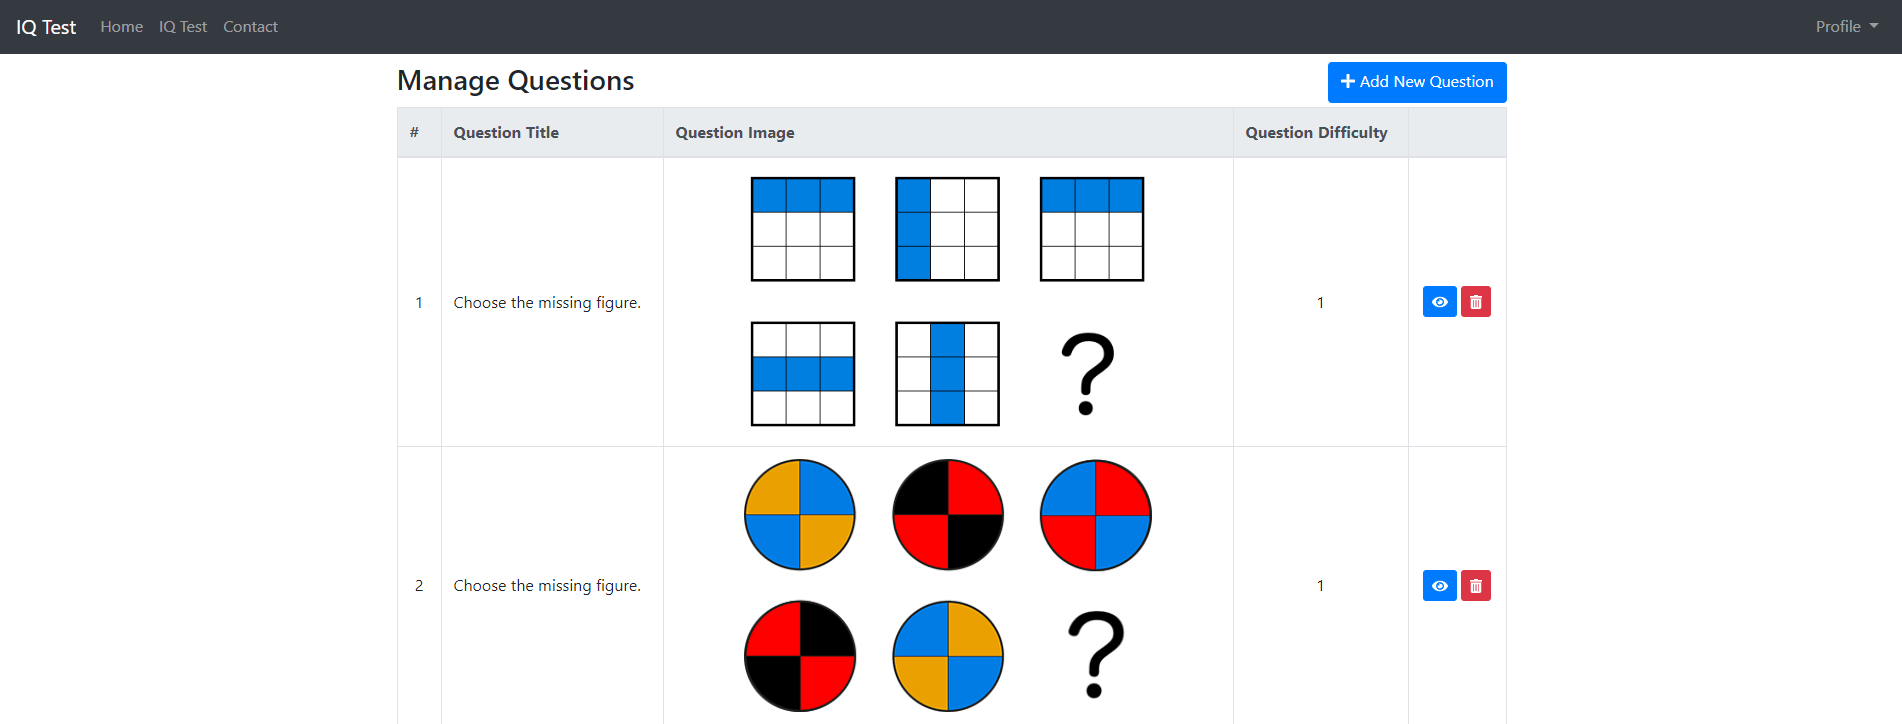 IQ Test Home IQ Test Contact Profile
Manage Questions
Add New Question
# Question Title Question Image Question Difficulty
1 Choose the missing figure. 1
?
2 Choose the missing figure. 1
?